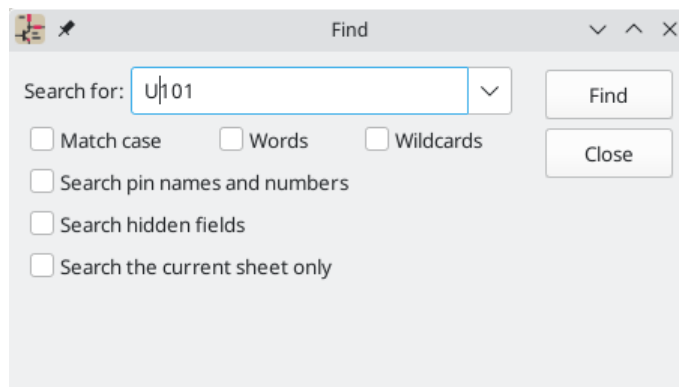 Find
Search for: U101
Find
Match case Words Wildcards
Close
Search pin names and numbers
Search hidden fields
Search the current sheet only